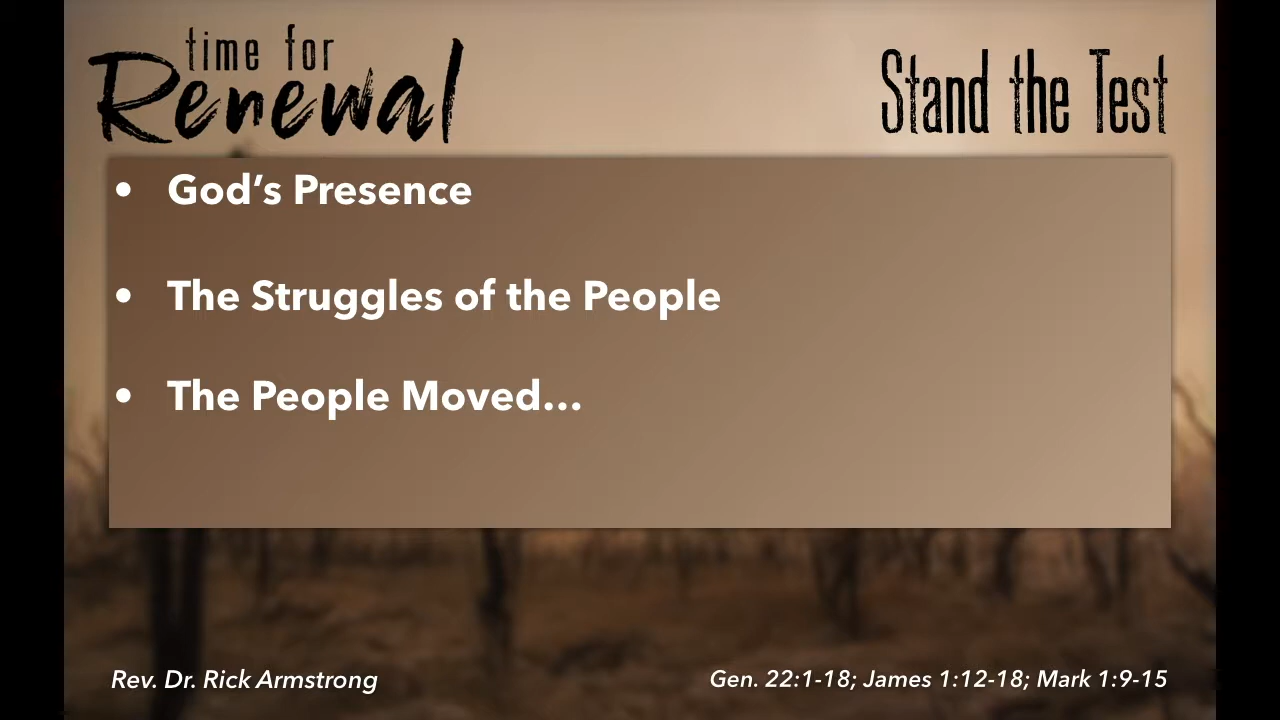 time for
Renewal
Stand the Test
• God’s Presence
• The Struggles of the People
• The People Moved…
Rev. Dr. Rick Armstrong
Gen. 22:1-18; James 1:12-18; Mark 1:9-15